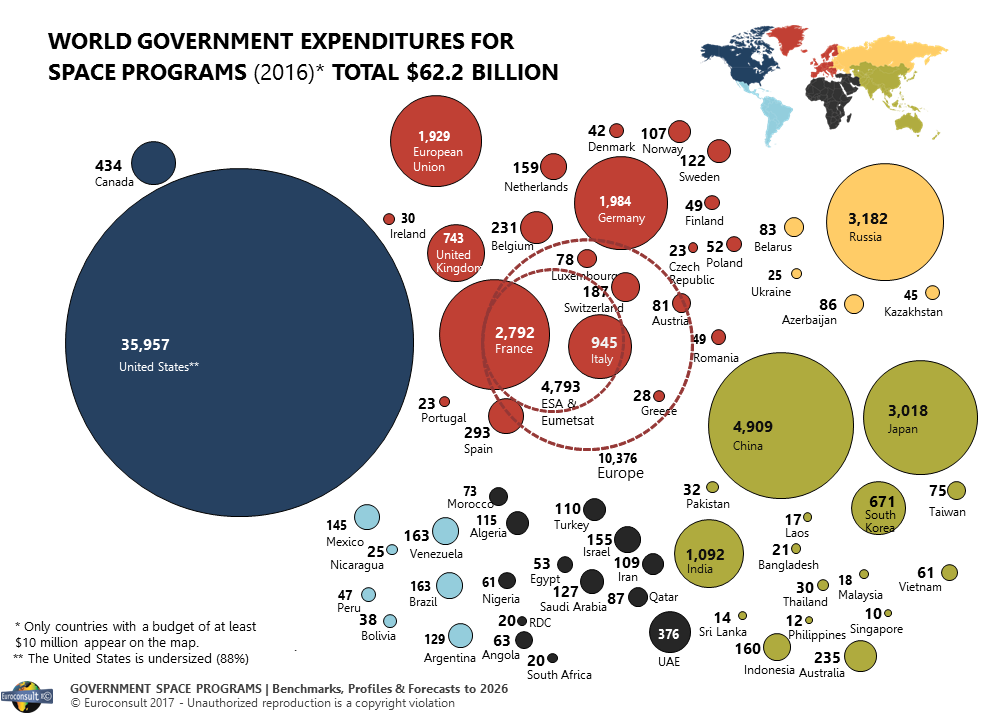 WORLD GOVERNMENT EXPENDITURES FOR
SPACE PROGRAMS (2016)* TOTAL $62.2 BILLION
434
Canada
35,957
United States**
1,929
European
Union
159
Netherlands
42
Denmark
107
Norway
122
Sweden
1,984
Germany
49
Finland
30
Ireland
743
United
Kingdom
231
Belgium
78
Luxembourg
23
Czech
Republic
52
Poland
187
Switzerland
81
Austria
2,792
France
945
Italy
49
Romania
4,793
ESA &
Eumetsat
28
Greece
23
Portugal
293
Spain
10,376
Europe
3,182
Russia
83
Belarus
25
Ukraine
86
Azerbaijan
45
Kazakhstan
4,909
China
3,018
Japan
32
Pakistan
671
South
Korea
75
Taiwan
17
Laos
1,092
India
21
Bangladesh
61
Vietnam
18
Malaysia
30
Thailand
10
Singapore
14
Sri Lanka
12
Philippines
160
Indonesia
235
Australia
73
Morocco
115
Algeria
110
Turkey
155
Israel
109
Iran
53
Egypt
61
Nigeria
127
Saudi Arabia
87
Qatar
20
RDC
63
Angola
20
South Africa
376
UAE
145
Mexico
25
Nicaragua
163
Venezuela
47
Peru
163
Brazil
38
Bolivia
129
Argentina
* Only countries with a budget of at least
$10 million appear on the map.
** The United States is undersized (88%)
Euroconsult
GOVERNMENT SPACE PROGRAMS | Benchmarks, Profiles & Forecasts to 2026
© Euroconsult 2017 - Unauthorized reproduction is a copyright violation